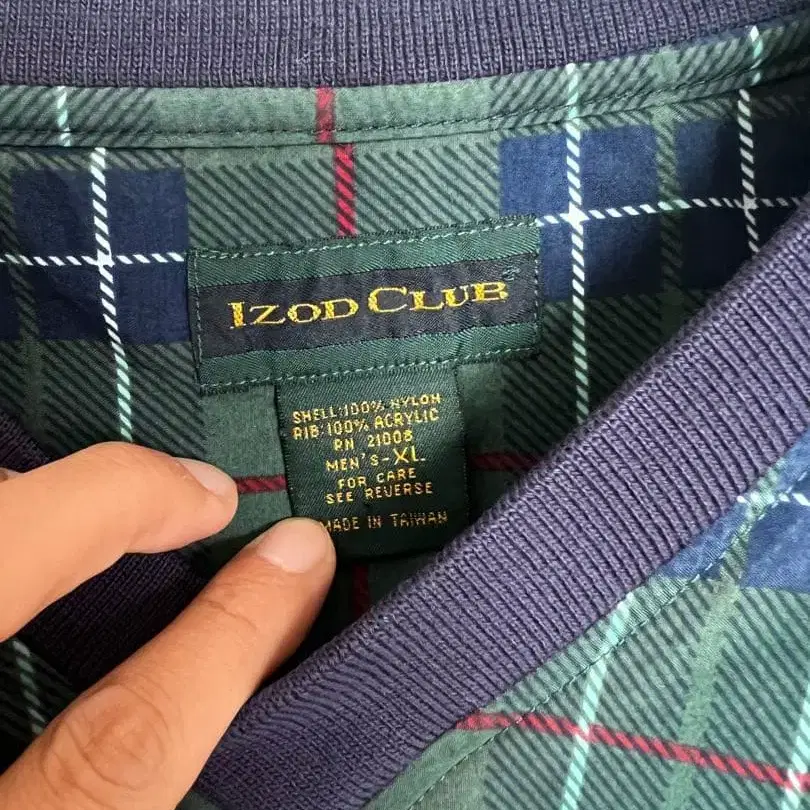 IZOD CLUB
SHELL:100% NYLON
RIB:100% ACRYLIC
RN 21008
MEN'S-XL
FOR CARE
SEE REVERSE
MADE IN TAIWAN